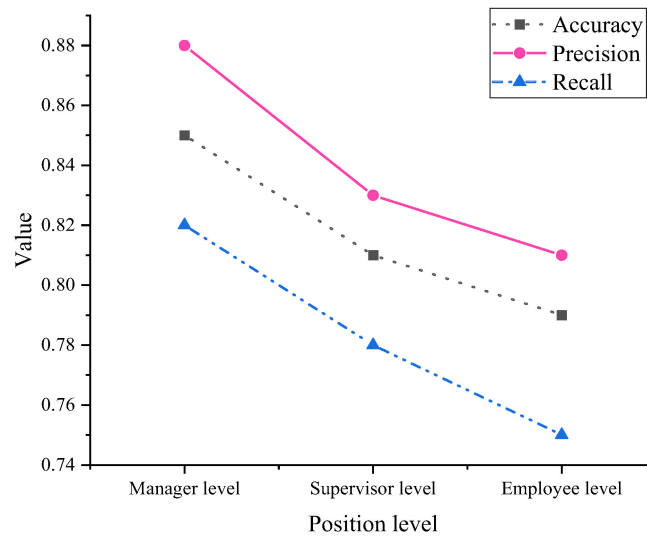 Accuracy
Precision
Recall
0.88
0.86
0.84
0.82
0.80
0.78
0.76
0.74
Value
Manager level
Supervisor level
Employee level
Position level